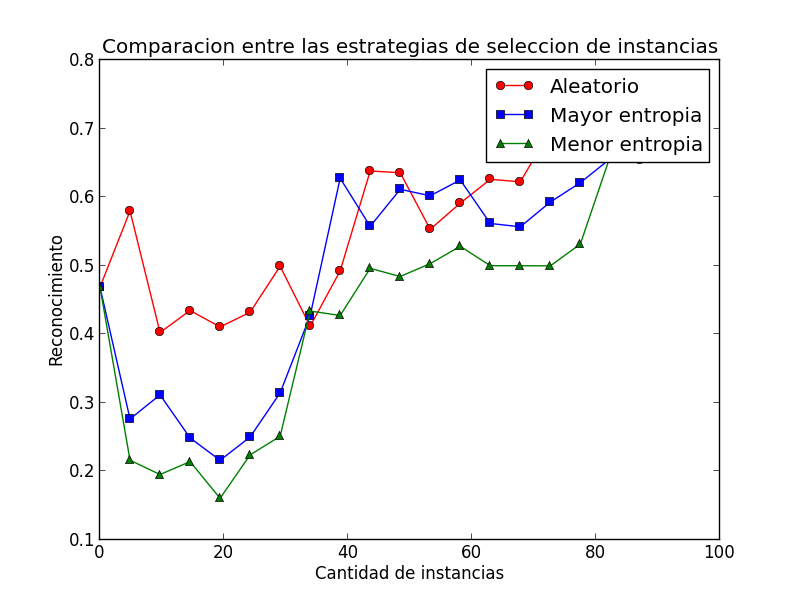 Comparacion entre las estrategias de seleccion de instancias
Aleatorio
Mayor entropia
Menor entropia
Reconocimiento
0.8
0.7
0.6
0.5
0.4
0.3
0.2
0.1
0 20 40 60 80 100
Cantidad de instancias